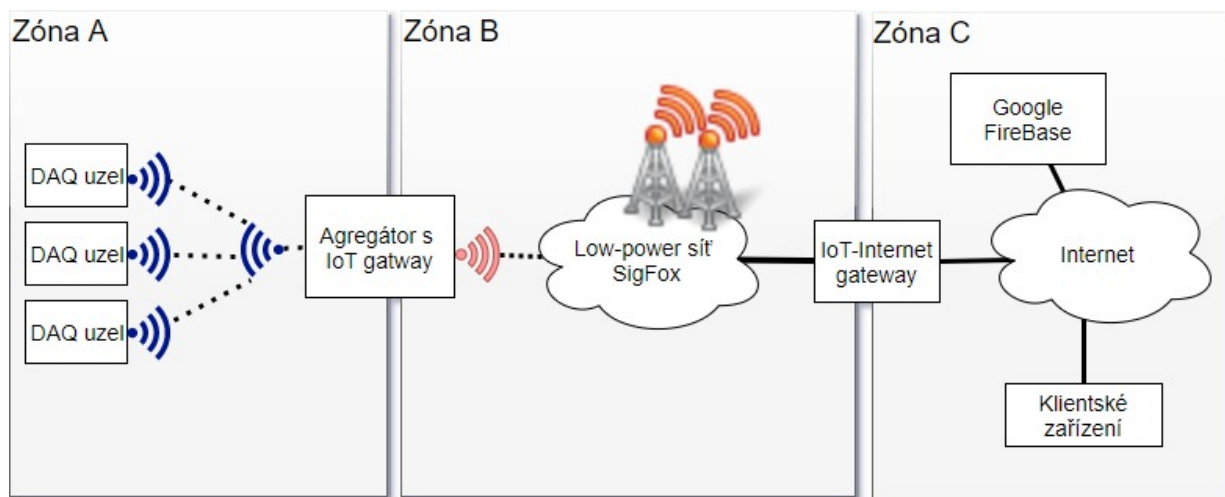 Zóna A
DAQ uzel
DAQ uzel
DAQ uzel
Agregátor s
IoT gatway
Zóna B
Low-power síť
SigFox
IoT-Internet
gateway
Zóna C
Google
FireBase
Internet
Klientské
zařízení